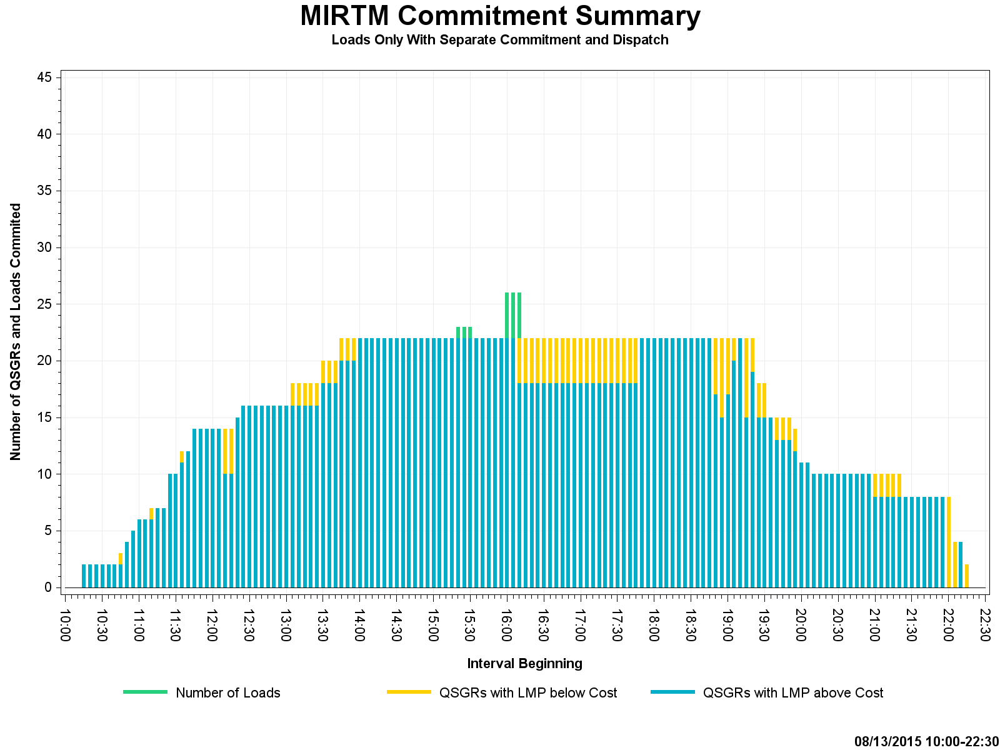 MIRTM Commitment Summary
Loads Only With Separate Commitment and Dispatch
Number of QSGRs and Loads Commited
45
40
35
30
25
20
15
10
5
0
10:00 10:30 11:00 11:30 12:00 12:30 13:00 13:30 14:00 14:30 15:00 15:30 16:00 16:30 17:00 17:30 18:00 18:30 19:00 19:30 20:00 20:30 21:00 21:30 22:00 22:30
Interval Beginning
Number of Loads QSGRs with LMP below Cost QSGRs with LMP above Cost
08/13/2015 10:00-22:30